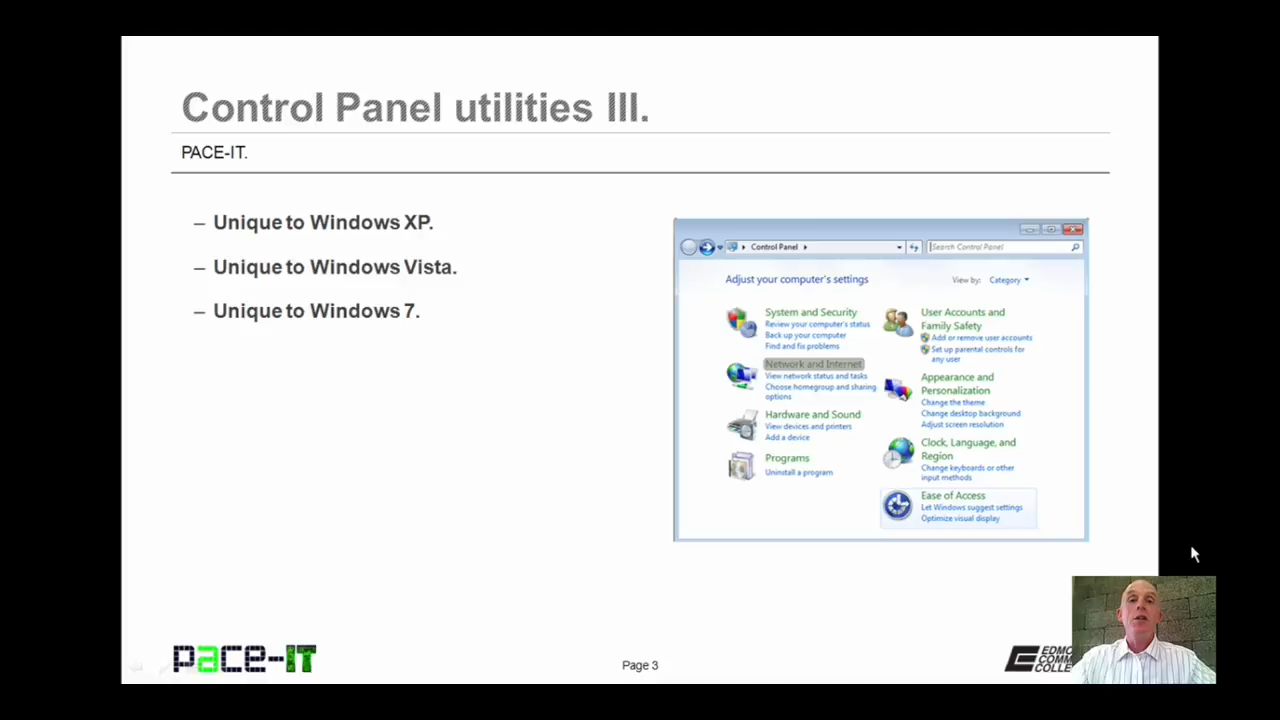 Control Panel utilities III.
PACE-IT.
– Unique to Windows XP.
– Unique to Windows Vista.
– Unique to Windows 7.
Control Panel
Search Control Panel
Adjust your computer's settings
View by: Category
System and Security
Review your computer's status
Back up your computer
Find and fix problems
Network and Internet
View network status and tasks
Choose homegroup and sharing
options
Hardware and Sound
View devices and printers
Add a device
Programs
Uninstall a program
User Accounts and
Family Safety
Add or remove user accounts
Set up parental controls for
any user
Appearance and
Personalization
Change the theme
Change desktop background
Adjust screen resolution
Clock, Language, and
Region
Change keyboards or other
input methods
Ease of Access
Let Windows suggest settings
Optimize visual display
pace-IT
Page 3